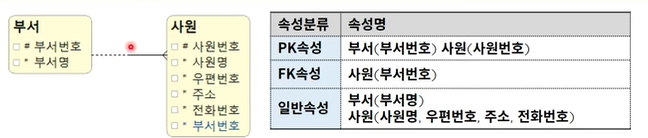 부서
# 부서번호
* 부서명
사원
# 사원번호
* 사원명
* 우편번호
* 주소
* 전화번호
* 부서번호
속성분류 속성명
PK속성 부서(부서번호) 사원(사원번호)
FK속성 사원(부서번호)
일반속성 부서(부서명)
사원(사원명, 우편번호, 주소, 전화번호)